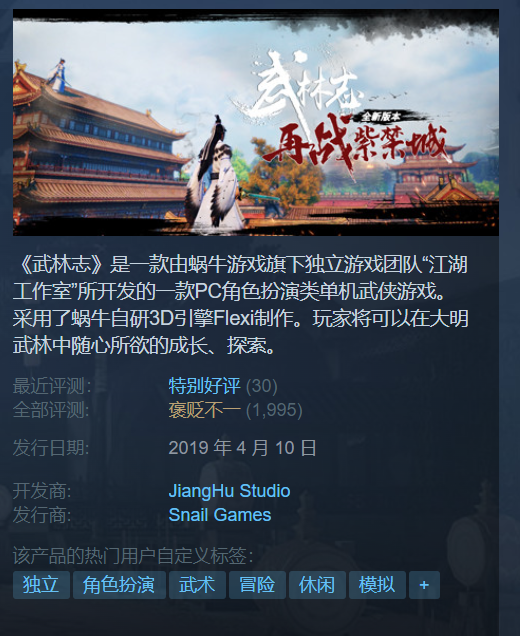 武林志
全新版本
再战紫禁城
《武林志》是一款由蜗牛游戏旗下独立游戏团队“江湖
工作室”所开发的一款PC角色扮演类单机武侠游戏。
采用了蜗牛自研3D引擎Flexi制作。玩家将可以在大明
武林中随心所欲的成长、探索。
最近评测: 特别好评 (30)
全部评测: 褒贬不一 (1,995)
发行日期: 2019 年 4 月 10 日
开发商: JiangHu Studio
发行商: Snail Games
该产品的热门用户自定义标签:
独立 角色扮演 武术 冒险 休闲 模拟 +